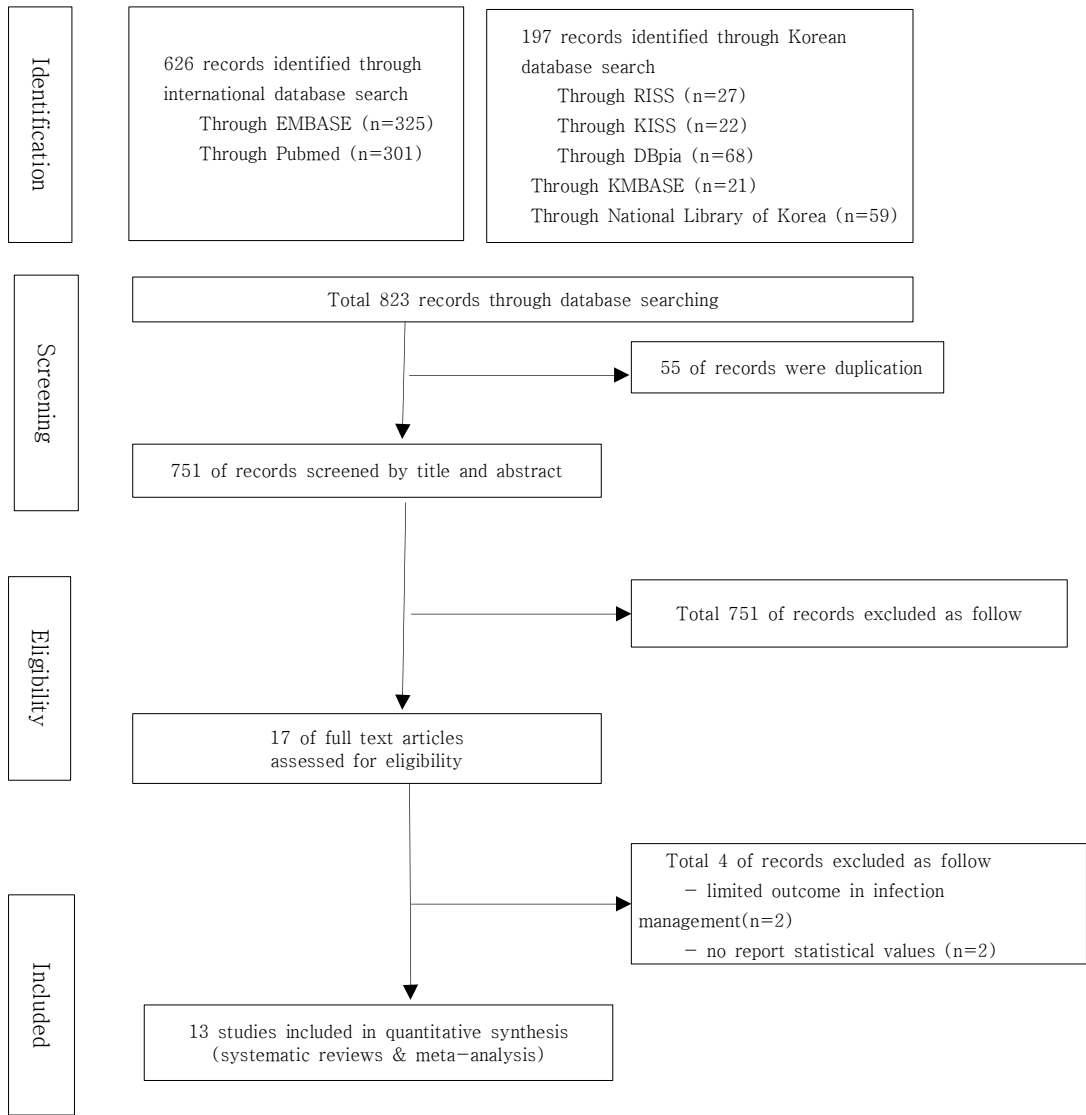 Identification
626 records identified through
international database search
Through EMBASE (n=325)
Through Pubmed (n=301)
197 records identified through Korean
database search
Through RISS (n=27)
Through KISS (n=22)
Through DBpia (n=68)
Through KMBASE (n=21)
Through National Library of Korea (n=59)
Screening
Total 823 records through database searching
55 of records were duplication
751 of records screened by title and abstract
Eligibility
Total 751 of records excluded as follow
17 of full text articles
assessed for eligibility
Included
Total 4 of records excluded as follow
- limited outcome in infection
management(n=2)
- no report statistical values (n=2)
13 studies included in quantitative synthesis
(systematic reviews & meta-analysis)